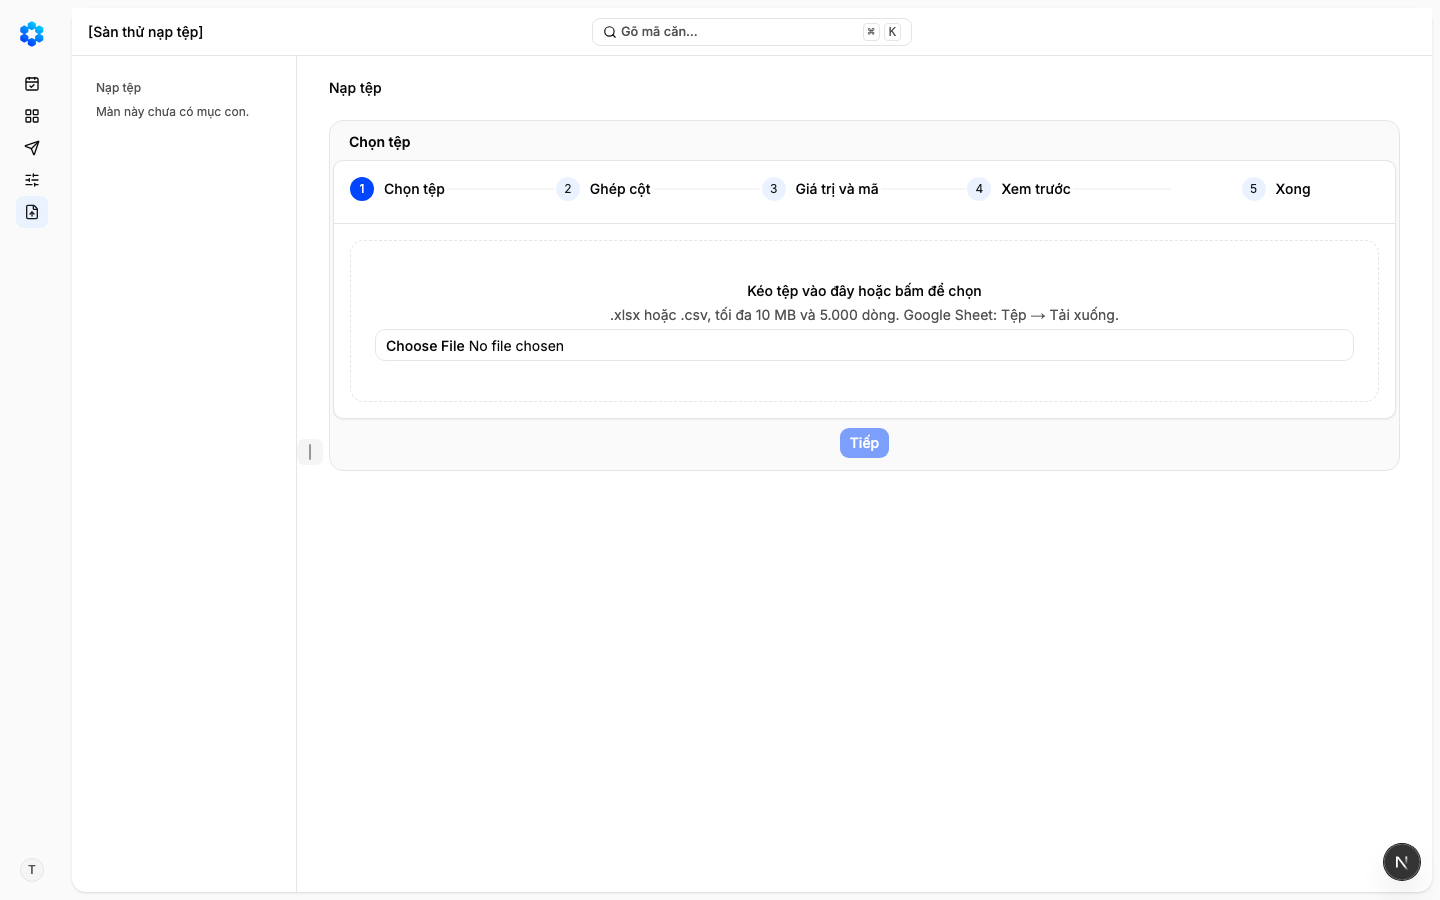 [Sàn thử nạp tệp]
Gõ mã căn...
⌘ K
Nạp tệp
Màn này chưa có mục con.
Nạp tệp
Chọn tệp
1 Chọn tệp
2 Ghép cột
3 Giá trị và mã
4 Xem trước
5 Xong
Kéo tệp vào đây hoặc bấm để chọn
.xlsx hoặc .csv, tối đa 10 MB và 5.000 dòng. Google Sheet: Tệp → Tải xuống.
Choose File No file chosen
Tiếp
T
N